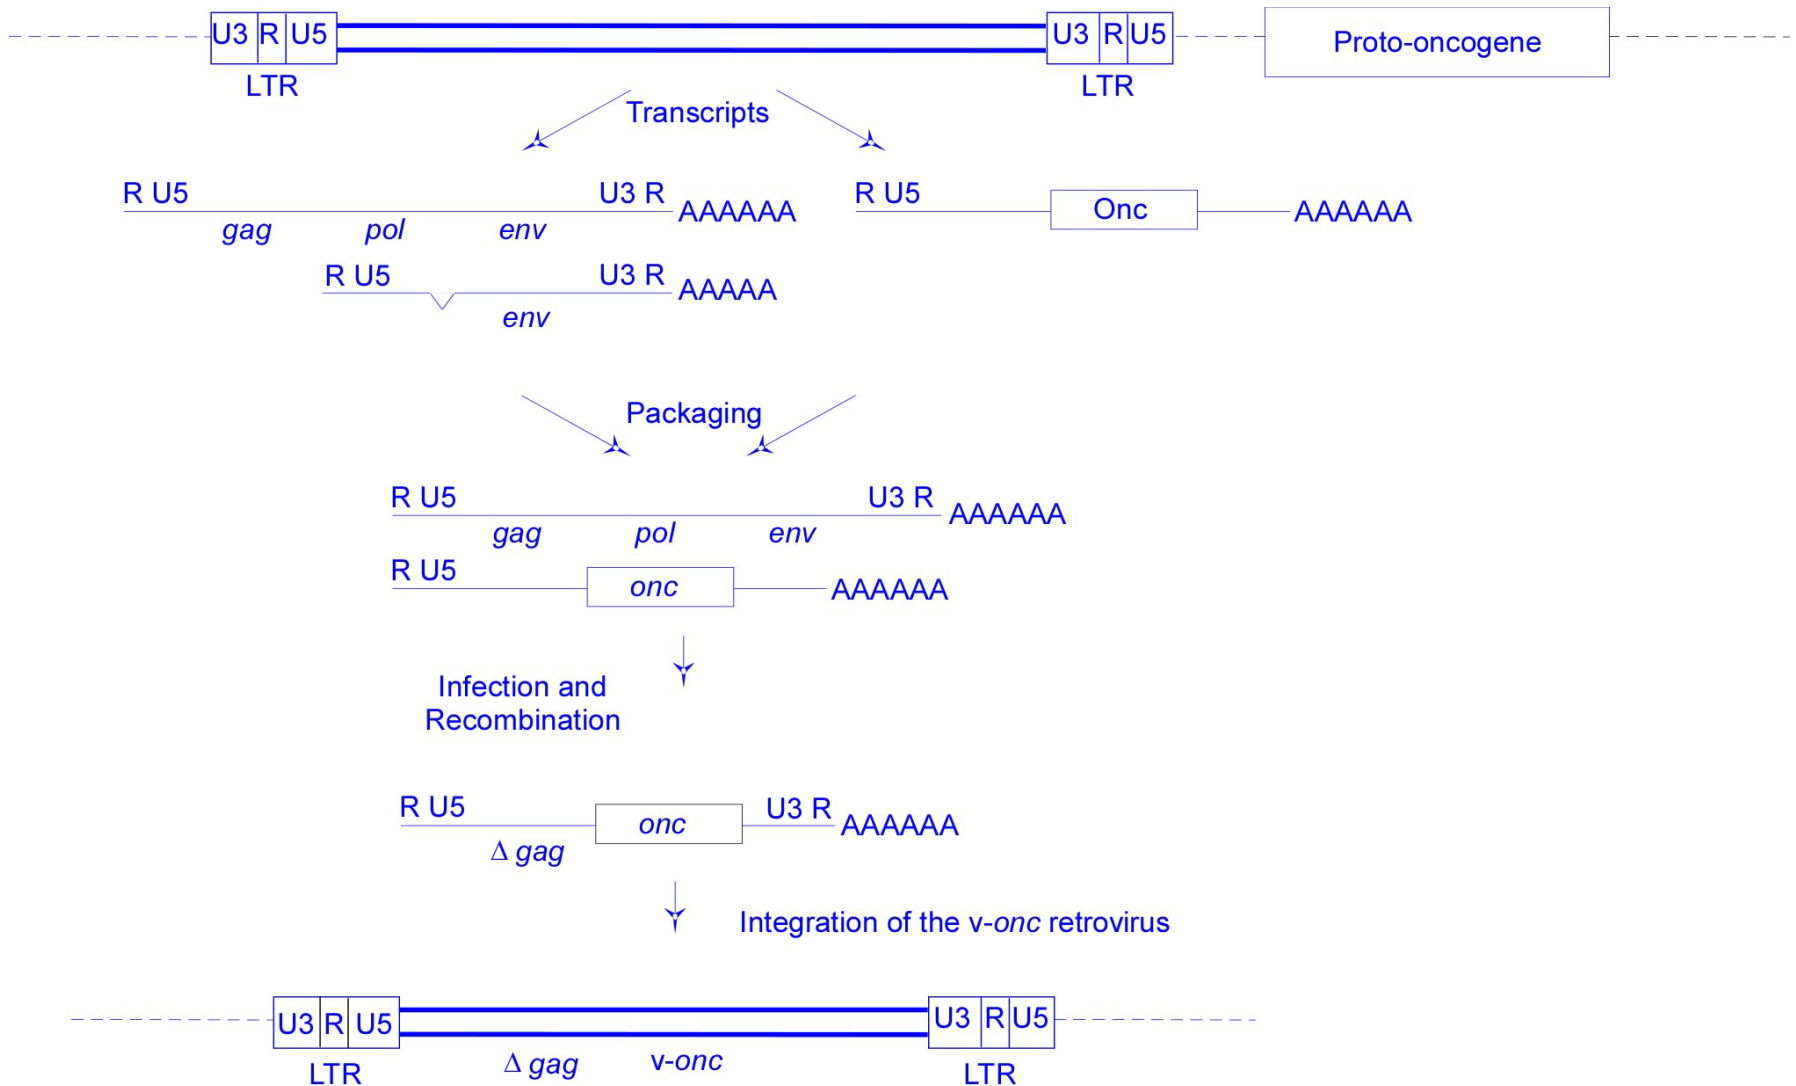 U3 R U5 U3 R U5 Proto-oncogene
LTR LTR
Transcripts
R U5 U3 R AAAAAA R U5 Onc AAAAAA
gag pol env
R U5 U3 R AAAAA
env
Packaging
R U5 U3 R AAAAAA
gag pol env
R U5 onc AAAAAA
Infection and
Recombination
R U5 onc U3 R AAAAAA
Δ gag
Integration of the v-onc retrovirus
U3 R U5 U3 R U5
LTR Δ gag v-onc LTR